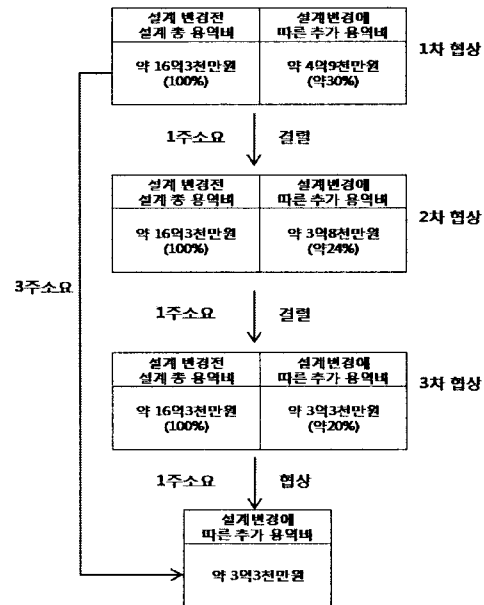 설계 변경전
설계 총 용역비
설계변경에
따른 추가 용역비
1차 협상
약 16억3천만원
(100%)
약 4억9천만원
(약30%)
1주소요
결렬
설계 변경전
설계 총 용역비
설계변경에
따른 추가 용역비
2차 협상
약 16억3천만원
(100%)
약 3억8천만원
(약24%)
3주소요
1주소요
결렬
설계 변경전
설계 총 용역비
설계변경에
따른 추가 용역비
3차 협상
약 16억3천만원
(100%)
약 3억3천만원
(약20%)
1주소요
협상
설계변경에
따른 추가 용역비
약 3억3천만원